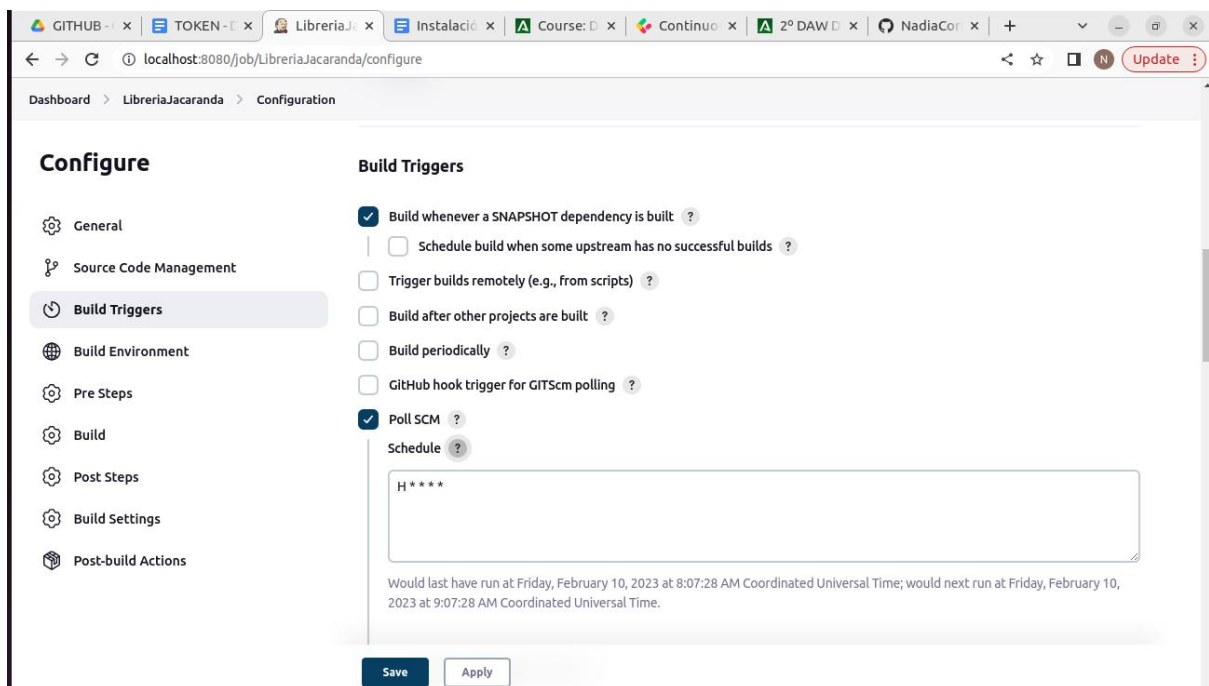 GITHUB -
TOKEN - D
LibreriaJa
Instalació
Course: D
Continuo
2º DAW D
NadiaCor
localhost:8080/job/LibreriaJacaranda/configure
N
Update
Dashboard > LibreriaJacaranda > Configuration
Configure
General
Source Code Management
Build Triggers
Build Environment
Pre Steps
Build
Post Steps
Build Settings
Post-build Actions
Build Triggers
Build whenever a SNAPSHOT dependency is built ?
Schedule build when some upstream has no successful builds ?
Trigger builds remotely (e.g., from scripts) ?
Build after other projects are built ?
Build periodically ?
GitHub hook trigger for GITScm polling ?
Poll SCM ?
Schedule ?
H * * * *
Would last have run at Friday, February 10, 2023 at 8:07:28 AM Coordinated Universal Time; would next run at Friday, February 10,
2023 at 9:07:28 AM Coordinated Universal Time.
Save
Apply